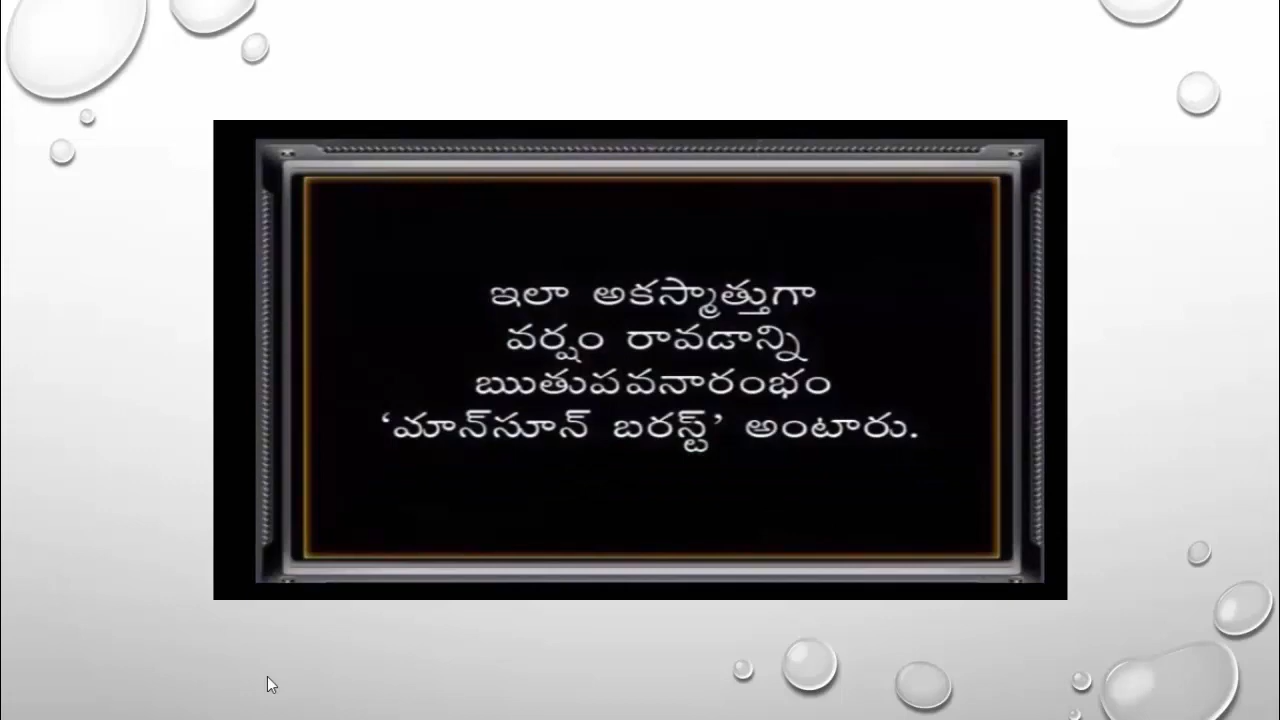 ఇలా అకస్మాత్తుగా
వర్షం రావడాన్ని
ఋతుపవనారంభం
‘మాన్‌సూన్ బరస్ట్’ అంటారు.